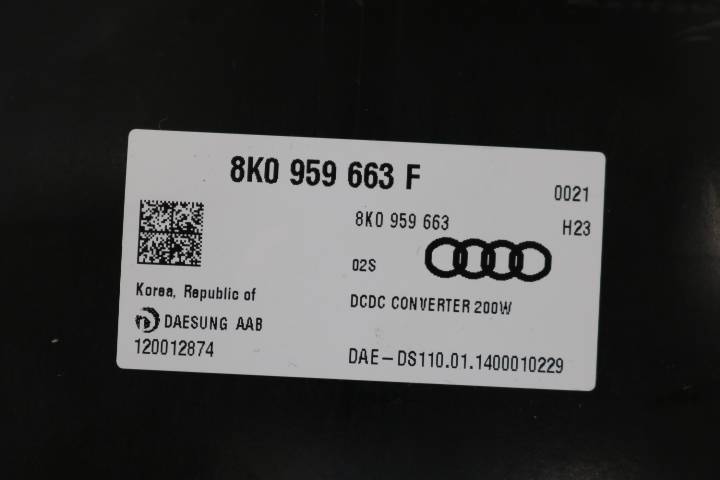 8K0 959 663 F
0021
8K0 959 663
H23
02S
Korea, Republic of
DCDC CONVERTER 200W
DAESUNG AAB
120012874
DAE-DS110.01.1400010229